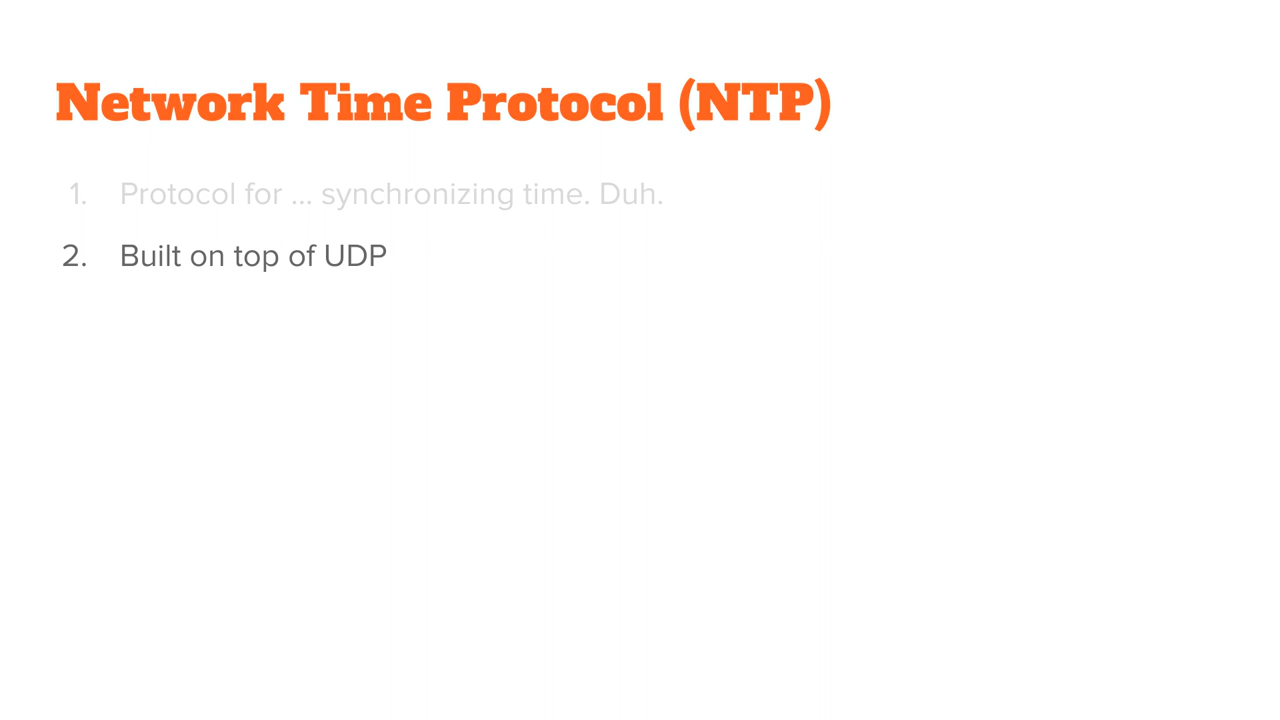 Network Time Protocol (NTP)
1. Protocol for ... synchronizing time. Duh.
2. Built on top of UDP